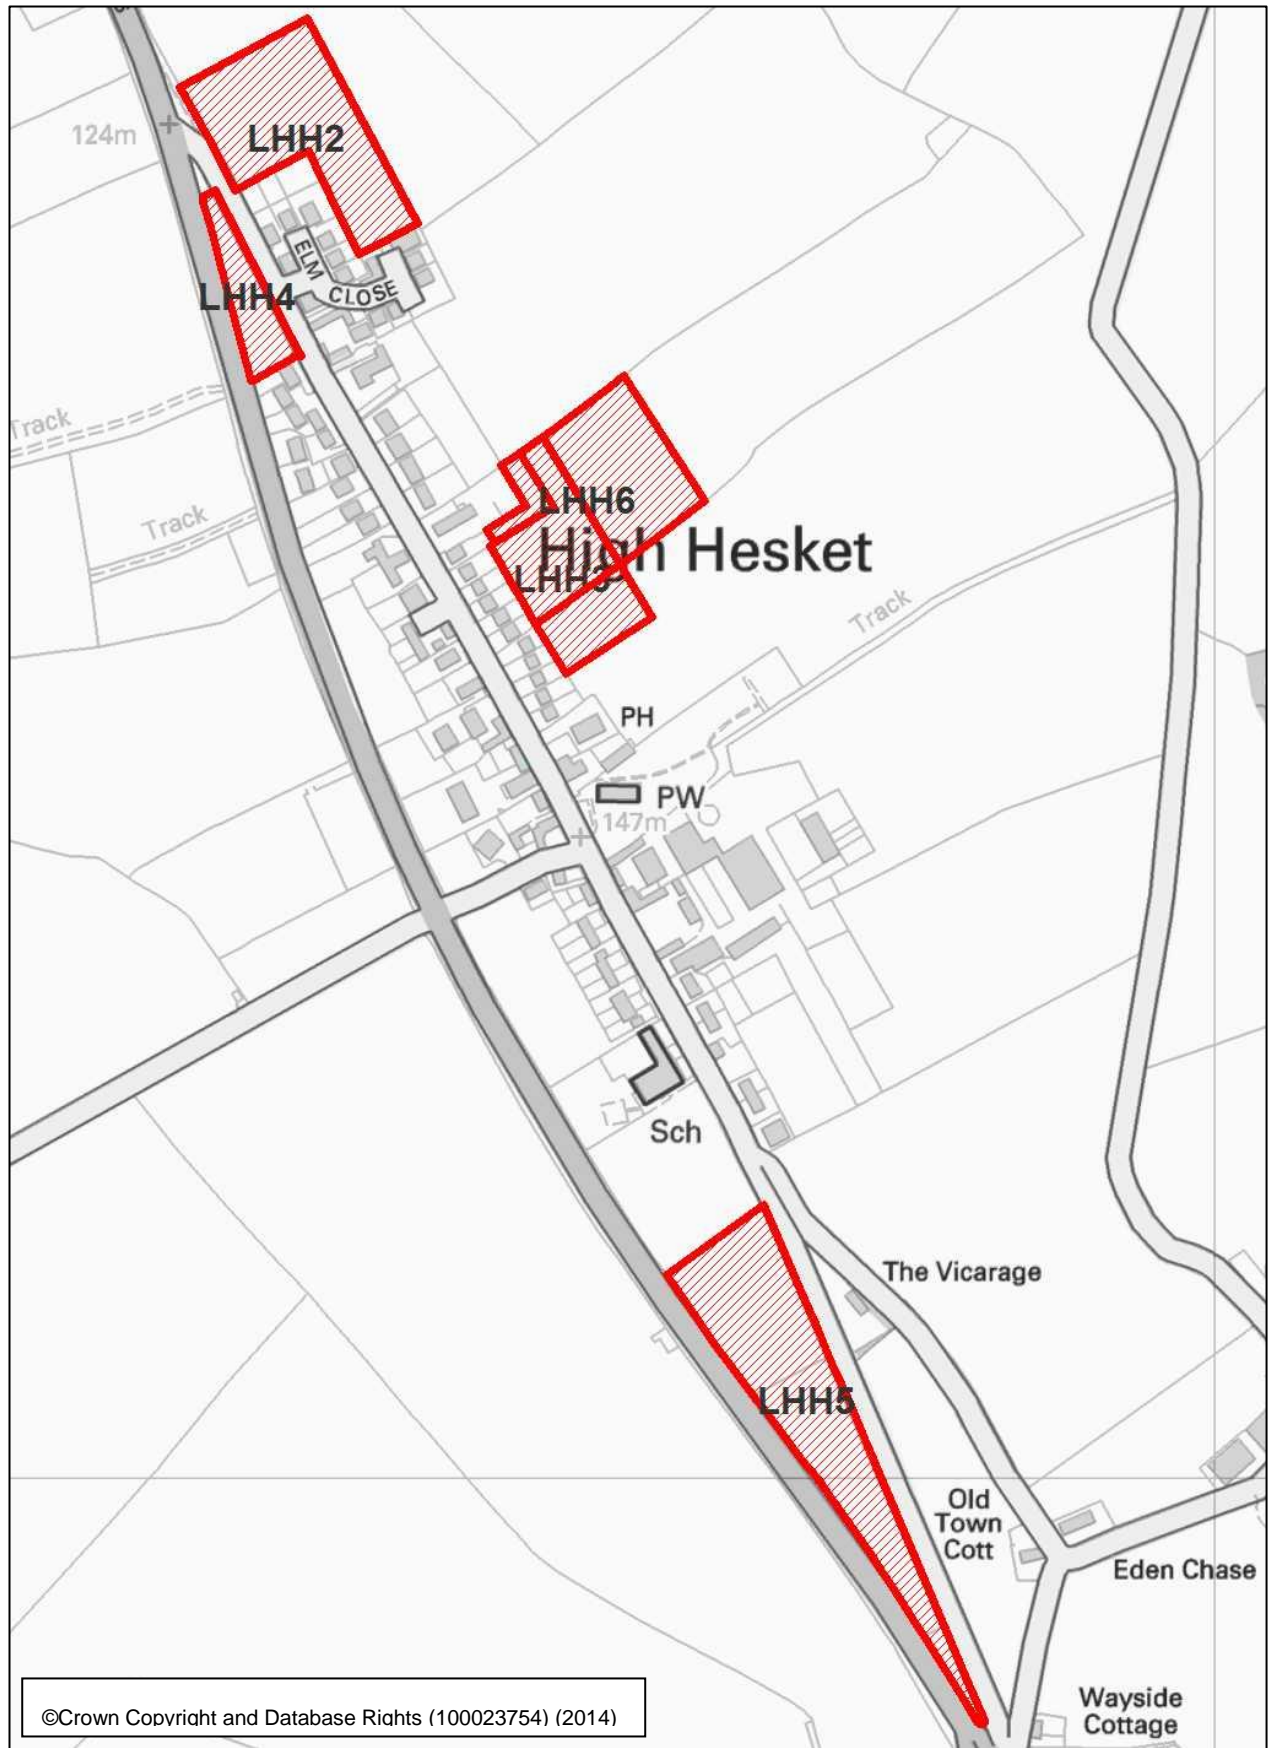 LHH2
124m
ELM
CLOSE
LHH4
Track
Track
LHH6
High Hesket
LHH3
Track
PH
PW
147m
Sch
The Vicarage
LHH5
Old
Town
Cott
Eden Chase
Wayside
Cottage
©Crown Copyright and Database Rights (100023754) (2014)